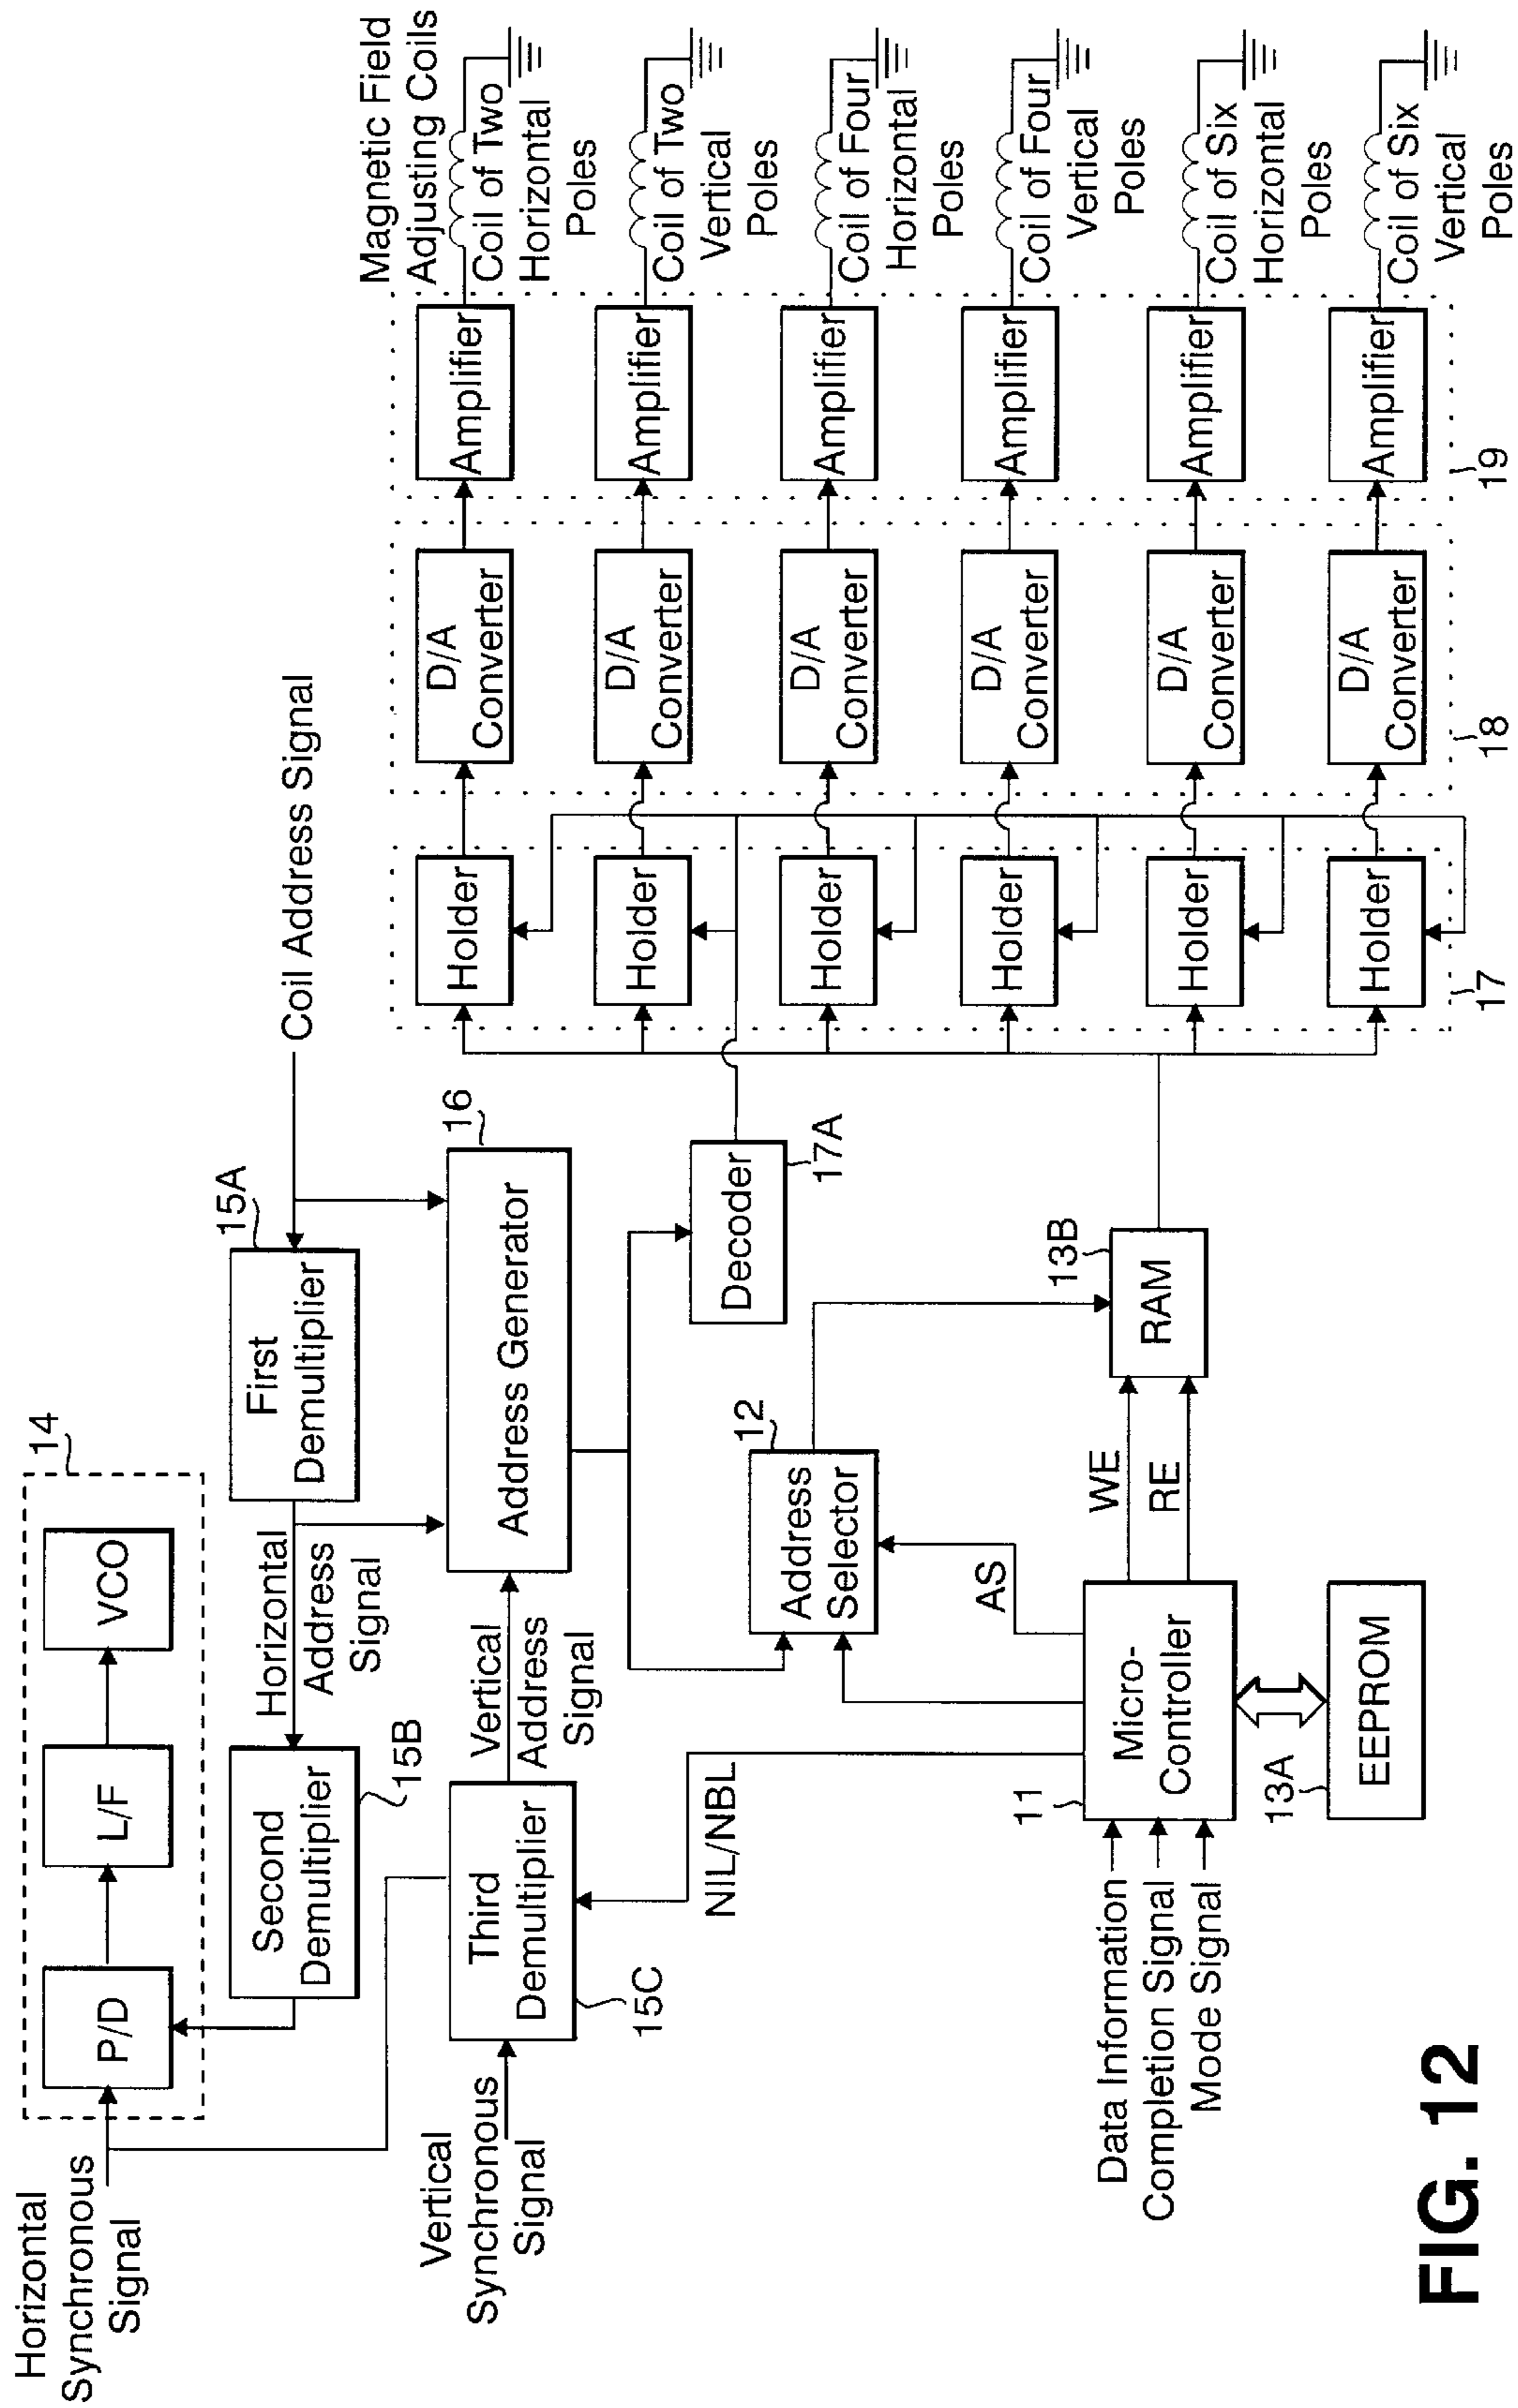 Horizontal
Synchronous
Signal
14
P/D
L/F
VCO
Second
Demultiplier
15B
Horizontal
Address
Signal
First
Demultiplier
15A
Coil Address Signal
Vertical
Synchronous
Signal
Third
Demultiplier
15C
Vertical
Address
Signal
Address Generator
16
NIL/NBL
Decoder
17A
Address
Selector
12
AS
Data Information
Completion Signal
Mode Signal
11
Micro-
Controller
WE
RE
RAM
13B
13A
EEPROM
Holder
Holder
Holder
Holder
Holder
Holder
17
D/A
Converter
D/A
Converter
D/A
Converter
D/A
Converter
D/A
Converter
D/A
Converter
18
Amplifier
Amplifier
Amplifier
Amplifier
Amplifier
Amplifier
19
Magnetic Field
Adjusting Coils
Coil of Two
Horizontal
Poles
Coil of Two
Vertical
Poles
Coil of Four
Horizontal
Poles
Coil of Four
Vertical
Poles
Coil of Six
Horizontal
Poles
Coil of Six
Vertical
Poles
FIG. 12